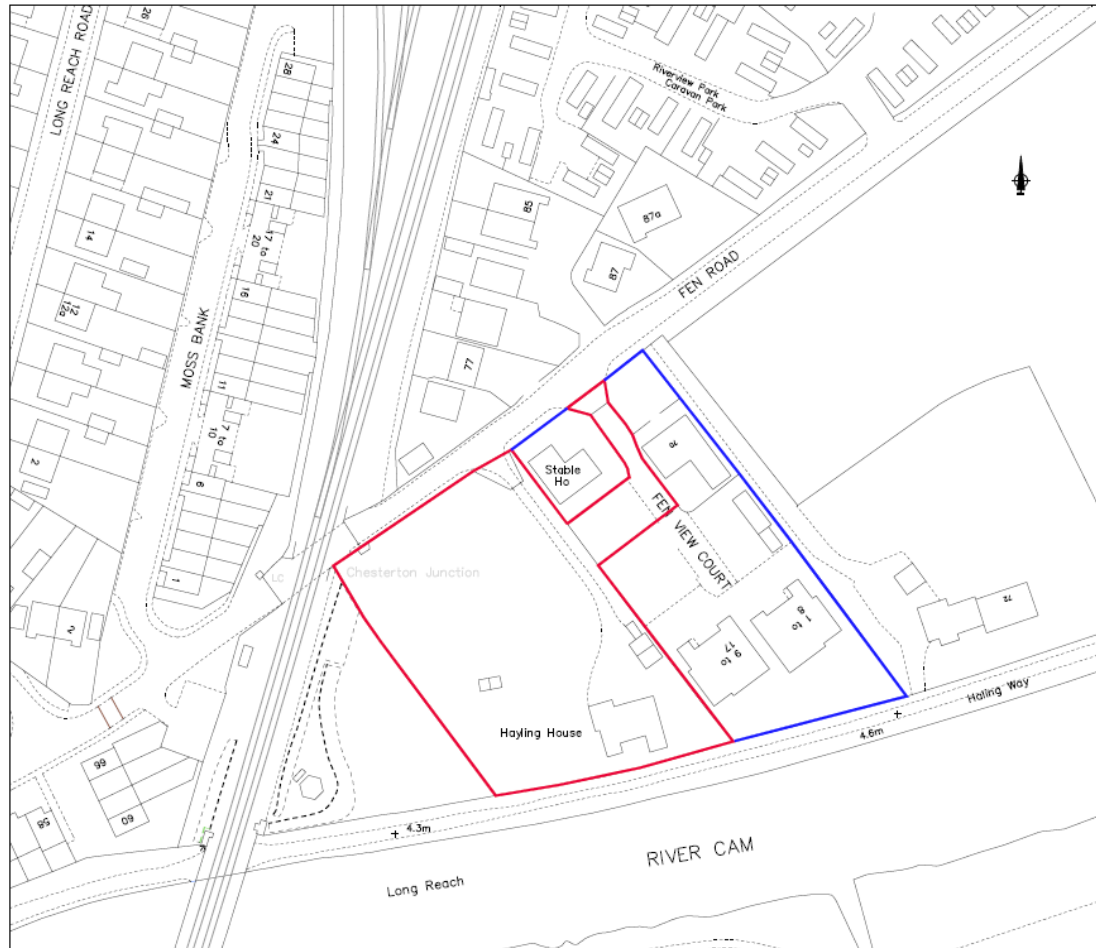 26
LONG REACH ROAD
28
24
21
17 to
20
14
12
12a
16
MOSS BANK
11
7 to
10
2
6
1
2
LC
Chesterton Junction
66
60
58
Riverview Park
Caravan Park
85
87a
87
77
FEN ROAD
Stable
Ho
FEN VIEW COURT
1 to
8
9 to
17
72
Hayling House
Haling Way
4.6m
4.3m
RIVER CAM
Long Reach